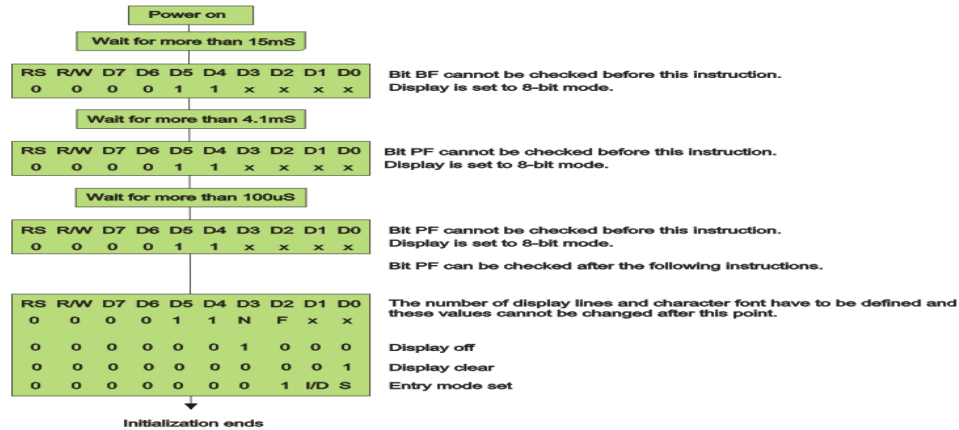 Power on
Wait for more than 15mS
RS R/W D7 D6 D5 D4 D3 D2 D1 D0
0 0 0 0 1 1 x x x x
Bit BF cannot be checked before this instruction.
Display is set to 8-bit mode.
Wait for more than 4.1mS
RS R/W D7 D6 D5 D4 D3 D2 D1 D0
0 0 0 0 1 1 x x x x
Bit PF cannot be checked before this instruction.
Display is set to 8-bit mode.
Wait for more than 100uS
RS R/W D7 D6 D5 D4 D3 D2 D1 D0
0 0 0 0 1 1 x x x x
Bit PF cannot be checked before this instruction.
Display is set to 8-bit mode.
Bit PF can be checked after the following instructions.
RS R/W D7 D6 D5 D4 D3 D2 D1 D0
0 0 0 0 1 1 N F x x
The number of display lines and character font have to be defined and
these values cannot be changed after this point.
0 0 0 0 0 0 1 0 0 0
Display off
0 0 0 0 0 0 0 0 0 1
Display clear
0 0 0 0 0 0 0 1 I/D S
Entry mode set
Initialization ends